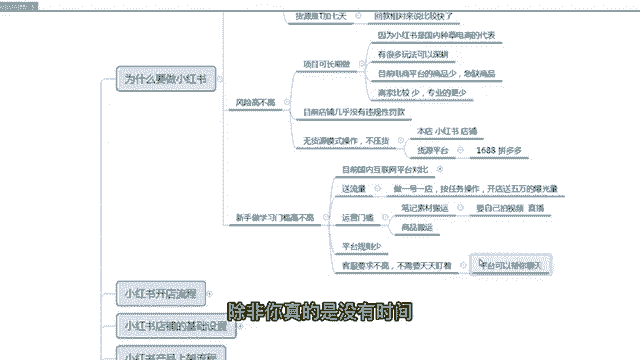 货源是T加七天 回款相对来说比较快了
因为小红书是国内种草电商的代表
有很多玩法可以深耕
项目可长期做
目前电商平台的商品少，急缺商品
为什么要做小红书
商家比较 少，专业的更少
风险高不高
目前店铺几乎没有违规性罚款
本店 小红书 店铺
无货源模式操作，不压货
货源平台 1688 拼多多
目前国内互联网平台对比
送流量 做一号一店，按任务操作，开店送五万的曝光量
笔记素材搬运 要自己拍视频 直播
新手做学习门槛高不高
运营门槛
商品搬运
平台规则少
客服要求不高，不需要天天盯着 平台可以帮你聊天
小红书开店流程
除非你真的是没有时间
小红书店铺的基础设置
小红书产品上架流程